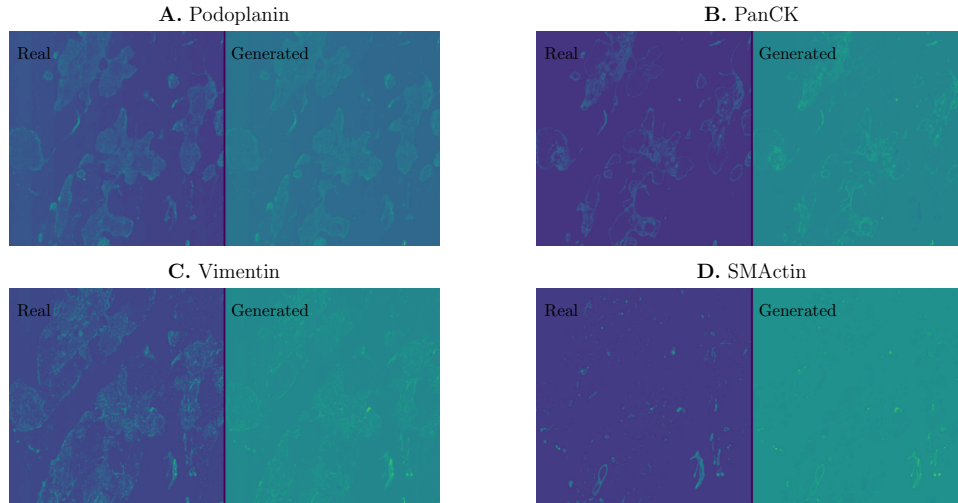 A. Podoplanin
Real
Generated
B. PanCK
Real
Generated
C. Vimentin
Real
Generated
D. SMActin
Real
Generated